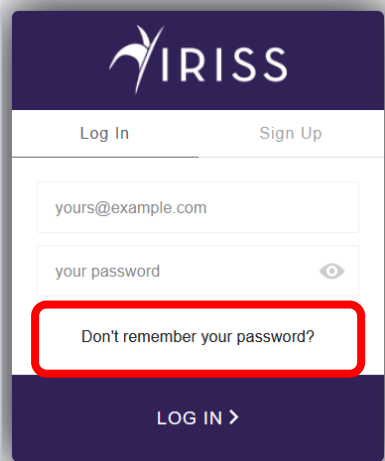 IRISS
Log In
Sign Up
yours@example.com
your password
Don't remember your password?
LOG IN >